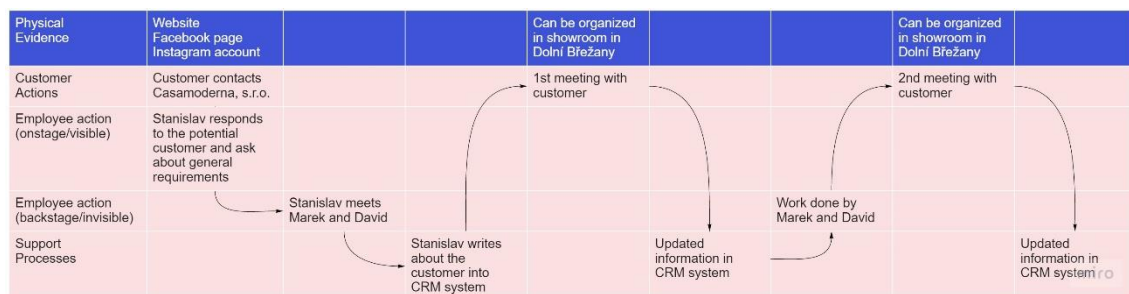 Physical
Evidence
Website
Facebook page
Instagram account
Can be organized
in showroom in
Dolní Břežany
Can be organized
in showroom in
Dolní Břežany
Customer
Actions
Customer contacts
Casamoderna, s.r.o.
1st meeting with
customer
2nd meeting with
customer
Employee action
(onstage/visible)
Stanislav responds
to the potential
customer and ask
about general
requirements
Employee action
(backstage/invisible)
Stanislav meets
Marek and David
Work done by
Marek and David
Support
Processes
Stanislav writes
about the
customer into
CRM system
Updated
information in
CRM system
Updated
information in
CRM system
miro